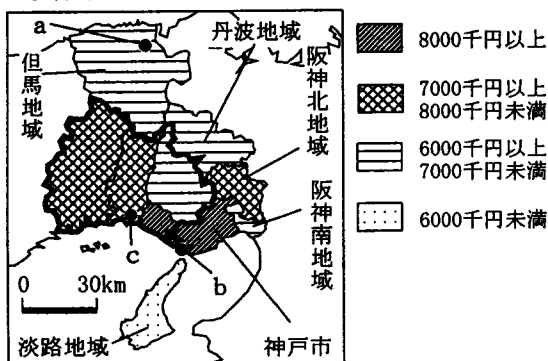 a
丹波地域
但馬地域
阪神北地域
阪神南地域
c
b
0 30km
淡路地域
神戸市
8000千円以上
7000千円以上
8000千円未満
6000千円以上
7000千円未満
6000千円未満